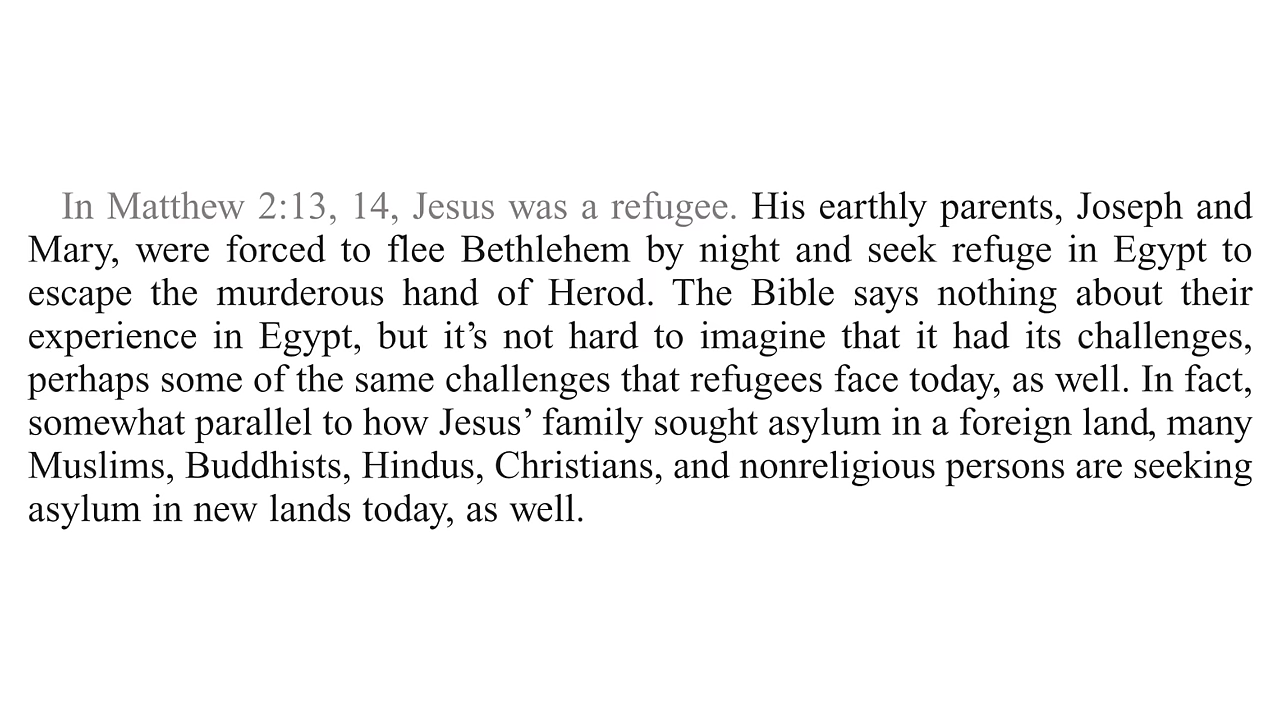 In Matthew 2:13, 14, Jesus was a refugee. His earthly parents, Joseph and
Mary, were forced to flee Bethlehem by night and seek refuge in Egypt to
escape the murderous hand of Herod. The Bible says nothing about their
experience in Egypt, but it’s not hard to imagine that it had its challenges,
perhaps some of the same challenges that refugees face today, as well. In fact,
somewhat parallel to how Jesus’ family sought asylum in a foreign land, many
Muslims, Buddhists, Hindus, Christians, and nonreligious persons are seeking
asylum in new lands today, as well.